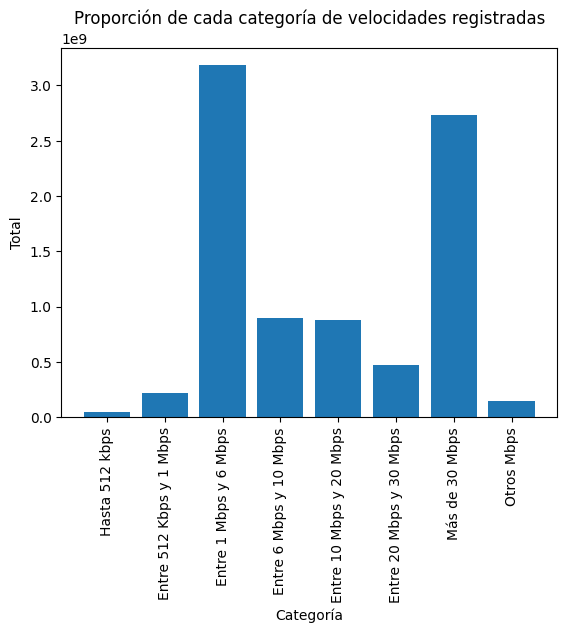 Proporción de cada categoría de velocidades registradas
1e9
3.0
2.5
2.0
1.5
1.0
0.5
0.0
Total
Hasta 512 kbps
Entre 512 Kbps y 1 Mbps
Entre 1 Mbps y 6 Mbps
Entre 6 Mbps y 10 Mbps
Entre 10 Mbps y 20 Mbps
Entre 20 Mbps y 30 Mbps
Más de 30 Mbps
Otros Mbps
Categoría